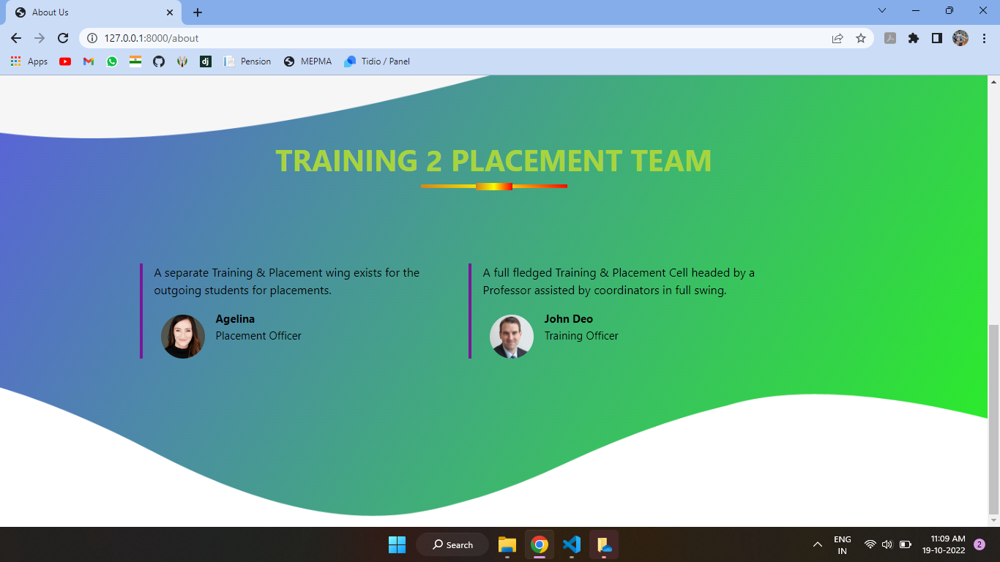 About Us
127.0.0.1:8000/about
Apps
dj
Pension
MEPMA
Tidio / Panel
TRAINING 2 PLACEMENT TEAM
A separate Training & Placement wing exists for the
outgoing students for placements.
Agelina
Placement Officer
A full fledged Training & Placement Cell headed by a
Professor assisted by coordinators in full swing.
John Deo
Training Officer
Search
ENG
IN
11:09 AM
19-10-2022
2